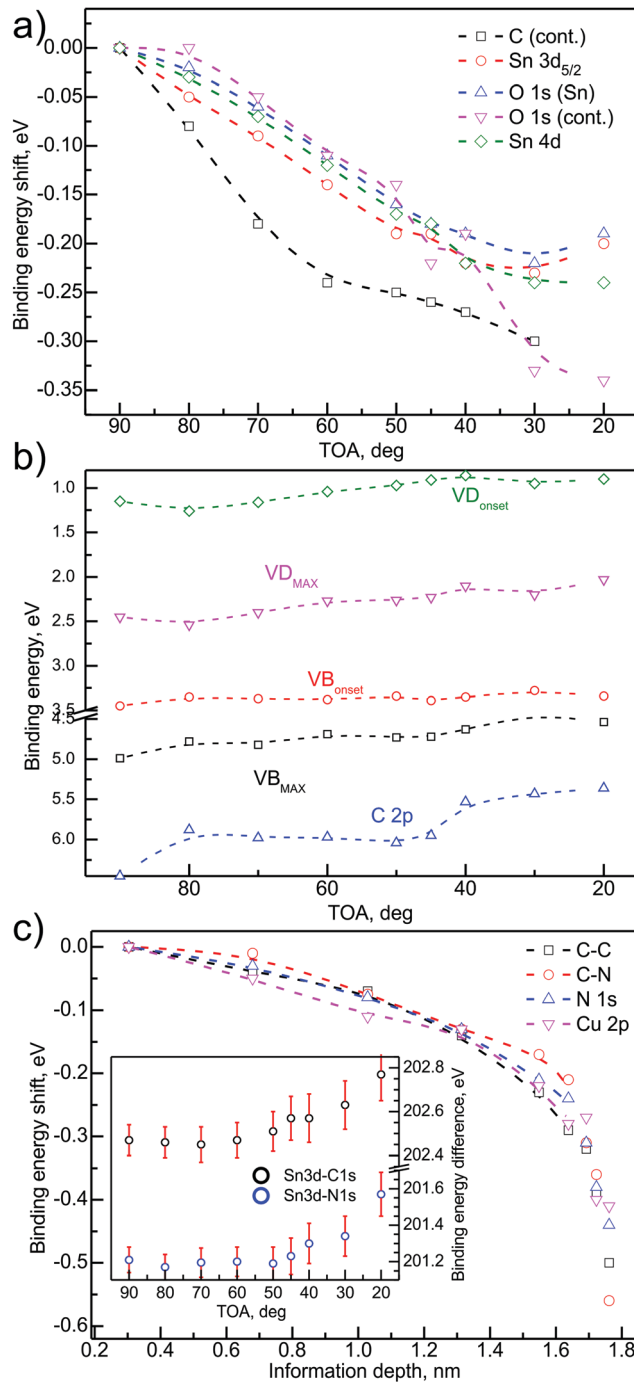 a)
0.00
-0.05
-0.10
-0.15
-0.20
-0.25
-0.30
-0.35
Binding energy shift, eV
C (cont.)
Sn 3d5/2
O 1s (Sn)
O 1s (cont.)
Sn 4d
90 80 70 60 50 40 30 20
TOA, deg
b)
1.0
1.5
2.0
2.5
3.0
3.5
4.5
5.0
5.5
6.0
Binding energy, eV
VDonset
VDMAX
VBonset
VBMAX
C 2p
80 70 60 50 40 30 20
TOA, deg
c)
0.0
-0.1
-0.2
-0.3
-0.4
-0.5
-0.6
Binding energy shift, eV
C-C
C-N
N 1s
Cu 2p
202.8
202.6
202.4
201.6
201.4
201.2
Binding energy difference, eV
Sn3d-C1s
Sn3d-N1s
90 80 70 60 50 40 30 20
TOA, deg
0.2 0.4 0.6 0.8 1.0 1.2 1.4 1.6 1.8
Information depth, nm